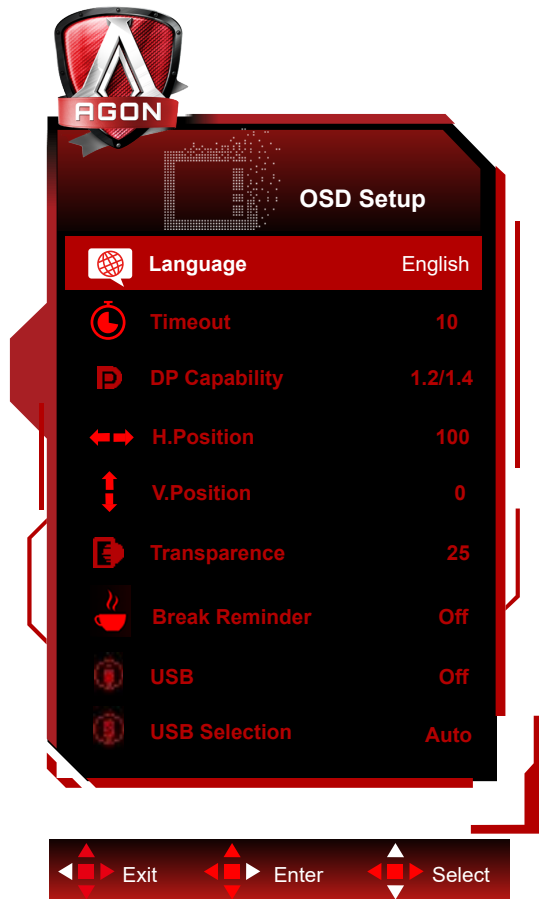 AGON
OSD Setup
Language English
Timeout 10
DP Capability 1.2/1.4
H.Position 100
V.Position 0
Transparence 25
Break Reminder Off
USB Off
USB Selection Auto
Exit Enter Select